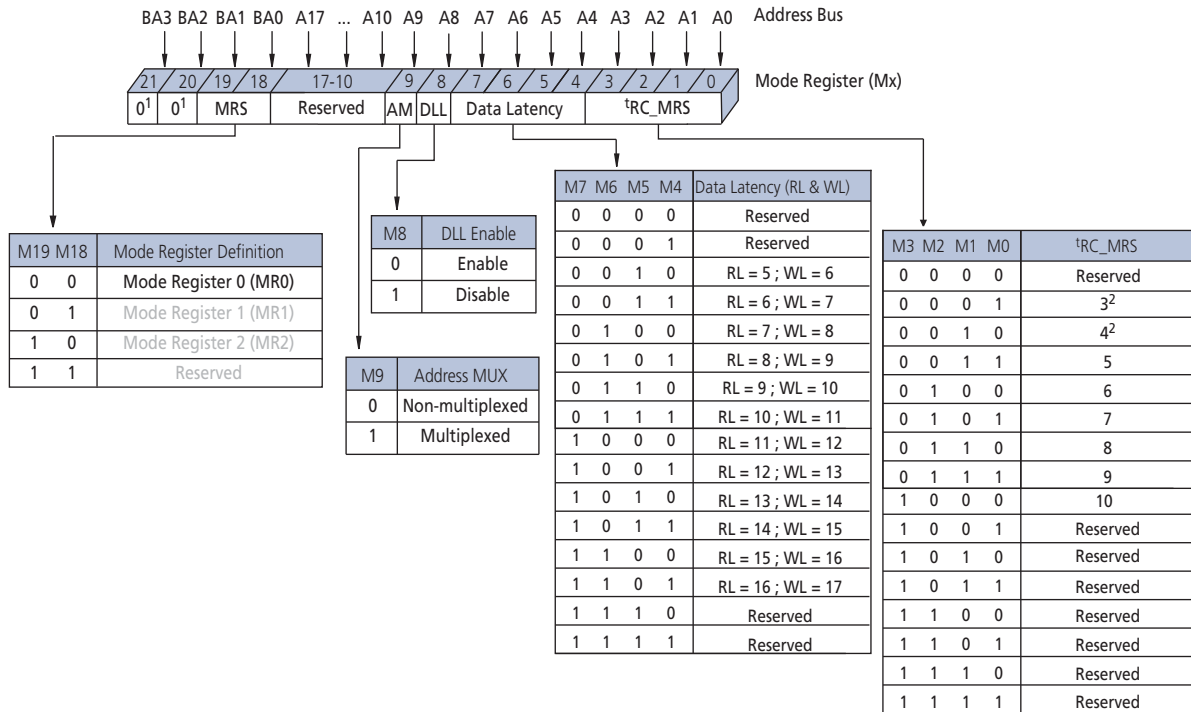 BA3 BA2 BA1 BA0 A17 ... A10 A9 A8 A7 A6 A5 A4 A3 A2 A1 A0 Address Bus
21 20 19 18 17-10 9 8 7 6 5 4 3 2 1 0 Mode Register (Mx)
0¹ 0¹ MRS Reserved AM DLL Data Latency tRC_MRS
M19 M18 Mode Register Definition
0 0 Mode Register 0 (MR0)
0 1 Mode Register 1 (MR1)
1 0 Mode Register 2 (MR2)
1 1 Reserved
M9 Address MUX
0 Non-multiplexed
1 Multiplexed
M8 DLL Enable
0 Enable
1 Disable
M7 M6 M5 M4 Data Latency (RL & WL)
0 0 0 0 Reserved
0 0 0 1 Reserved
0 0 1 0 RL = 5 ; WL = 6
0 0 1 1 RL = 6 ; WL = 7
0 1 0 0 RL = 7 ; WL = 8
0 1 0 1 RL = 8 ; WL = 9
0 1 1 0 RL = 9 ; WL = 10
0 1 1 1 RL = 10 ; WL = 11
1 0 0 0 RL = 11 ; WL = 12
1 0 0 1 RL = 12 ; WL = 13
1 0 1 0 RL = 13 ; WL = 14
1 0 1 1 RL = 14 ; WL = 15
1 1 0 0 RL = 15 ; WL = 16
1 1 0 1 RL = 16 ; WL = 17
1 1 1 0 Reserved
1 1 1 1 Reserved
M3 M2 M1 M0 tRC_MRS
0 0 0 0 Reserved
0 0 0 1 3²
0 0 1 0 4²
0 0 1 1 5
0 1 0 0 6
0 1 0 1 7
0 1 1 0 8
0 1 1 1 9
1 0 0 0 10
1 0 0 1 Reserved
1 0 1 0 Reserved
1 0 1 1 Reserved
1 1 0 0 Reserved
1 1 0 1 Reserved
1 1 1 0 Reserved
1 1 1 1 Reserved